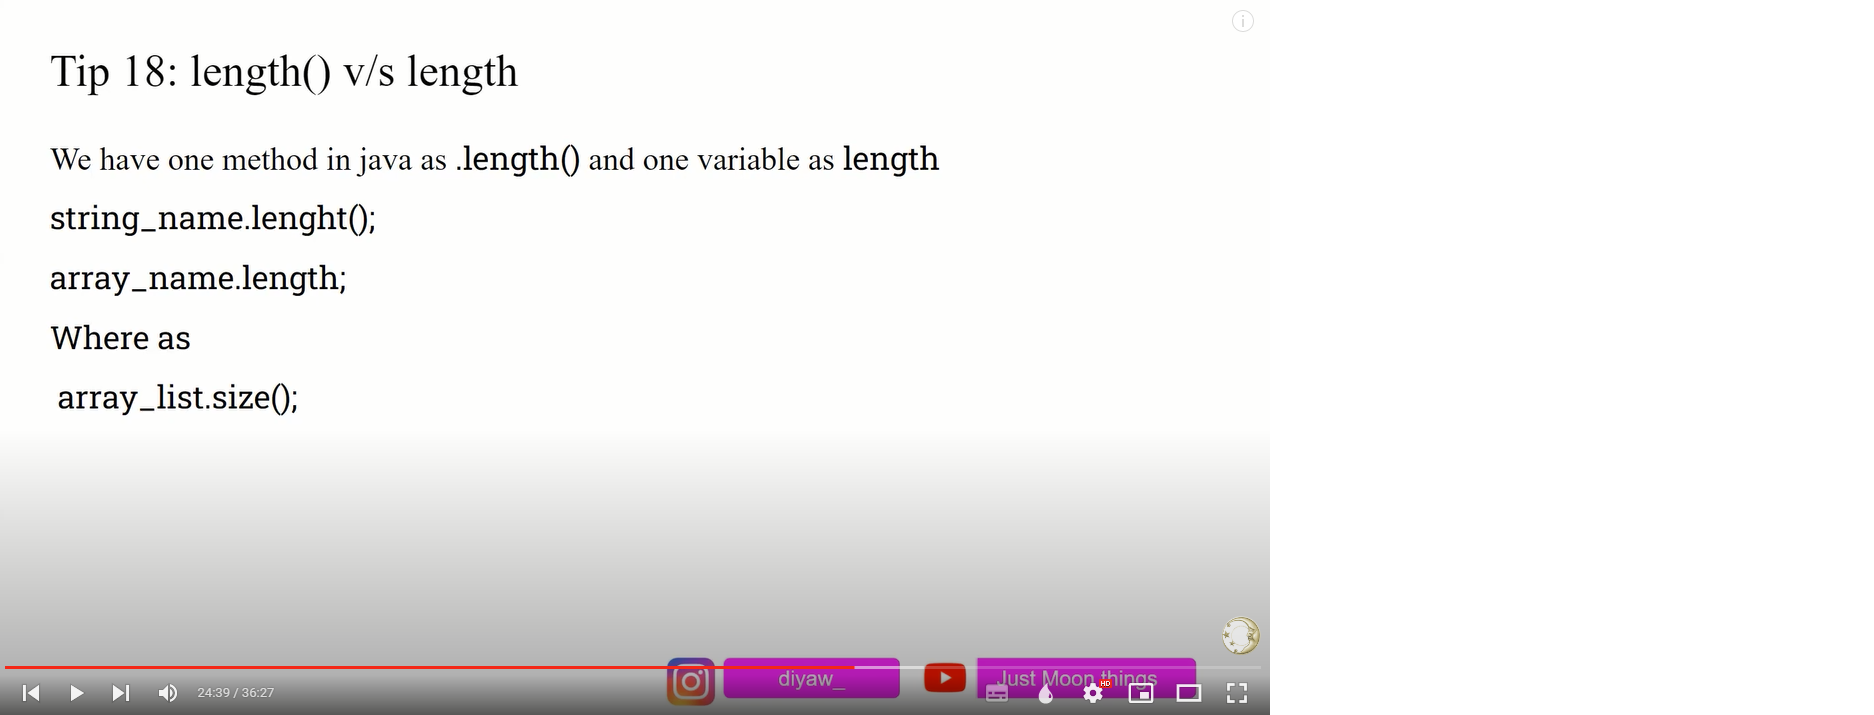 Tip 18: length() v/s length
We have one method in java as .length() and one variable as length
string_name.lenght();
array_name.length;
Where as
array_list.size();
diyaw_
Just Moon things
24:39 / 36:27
HD